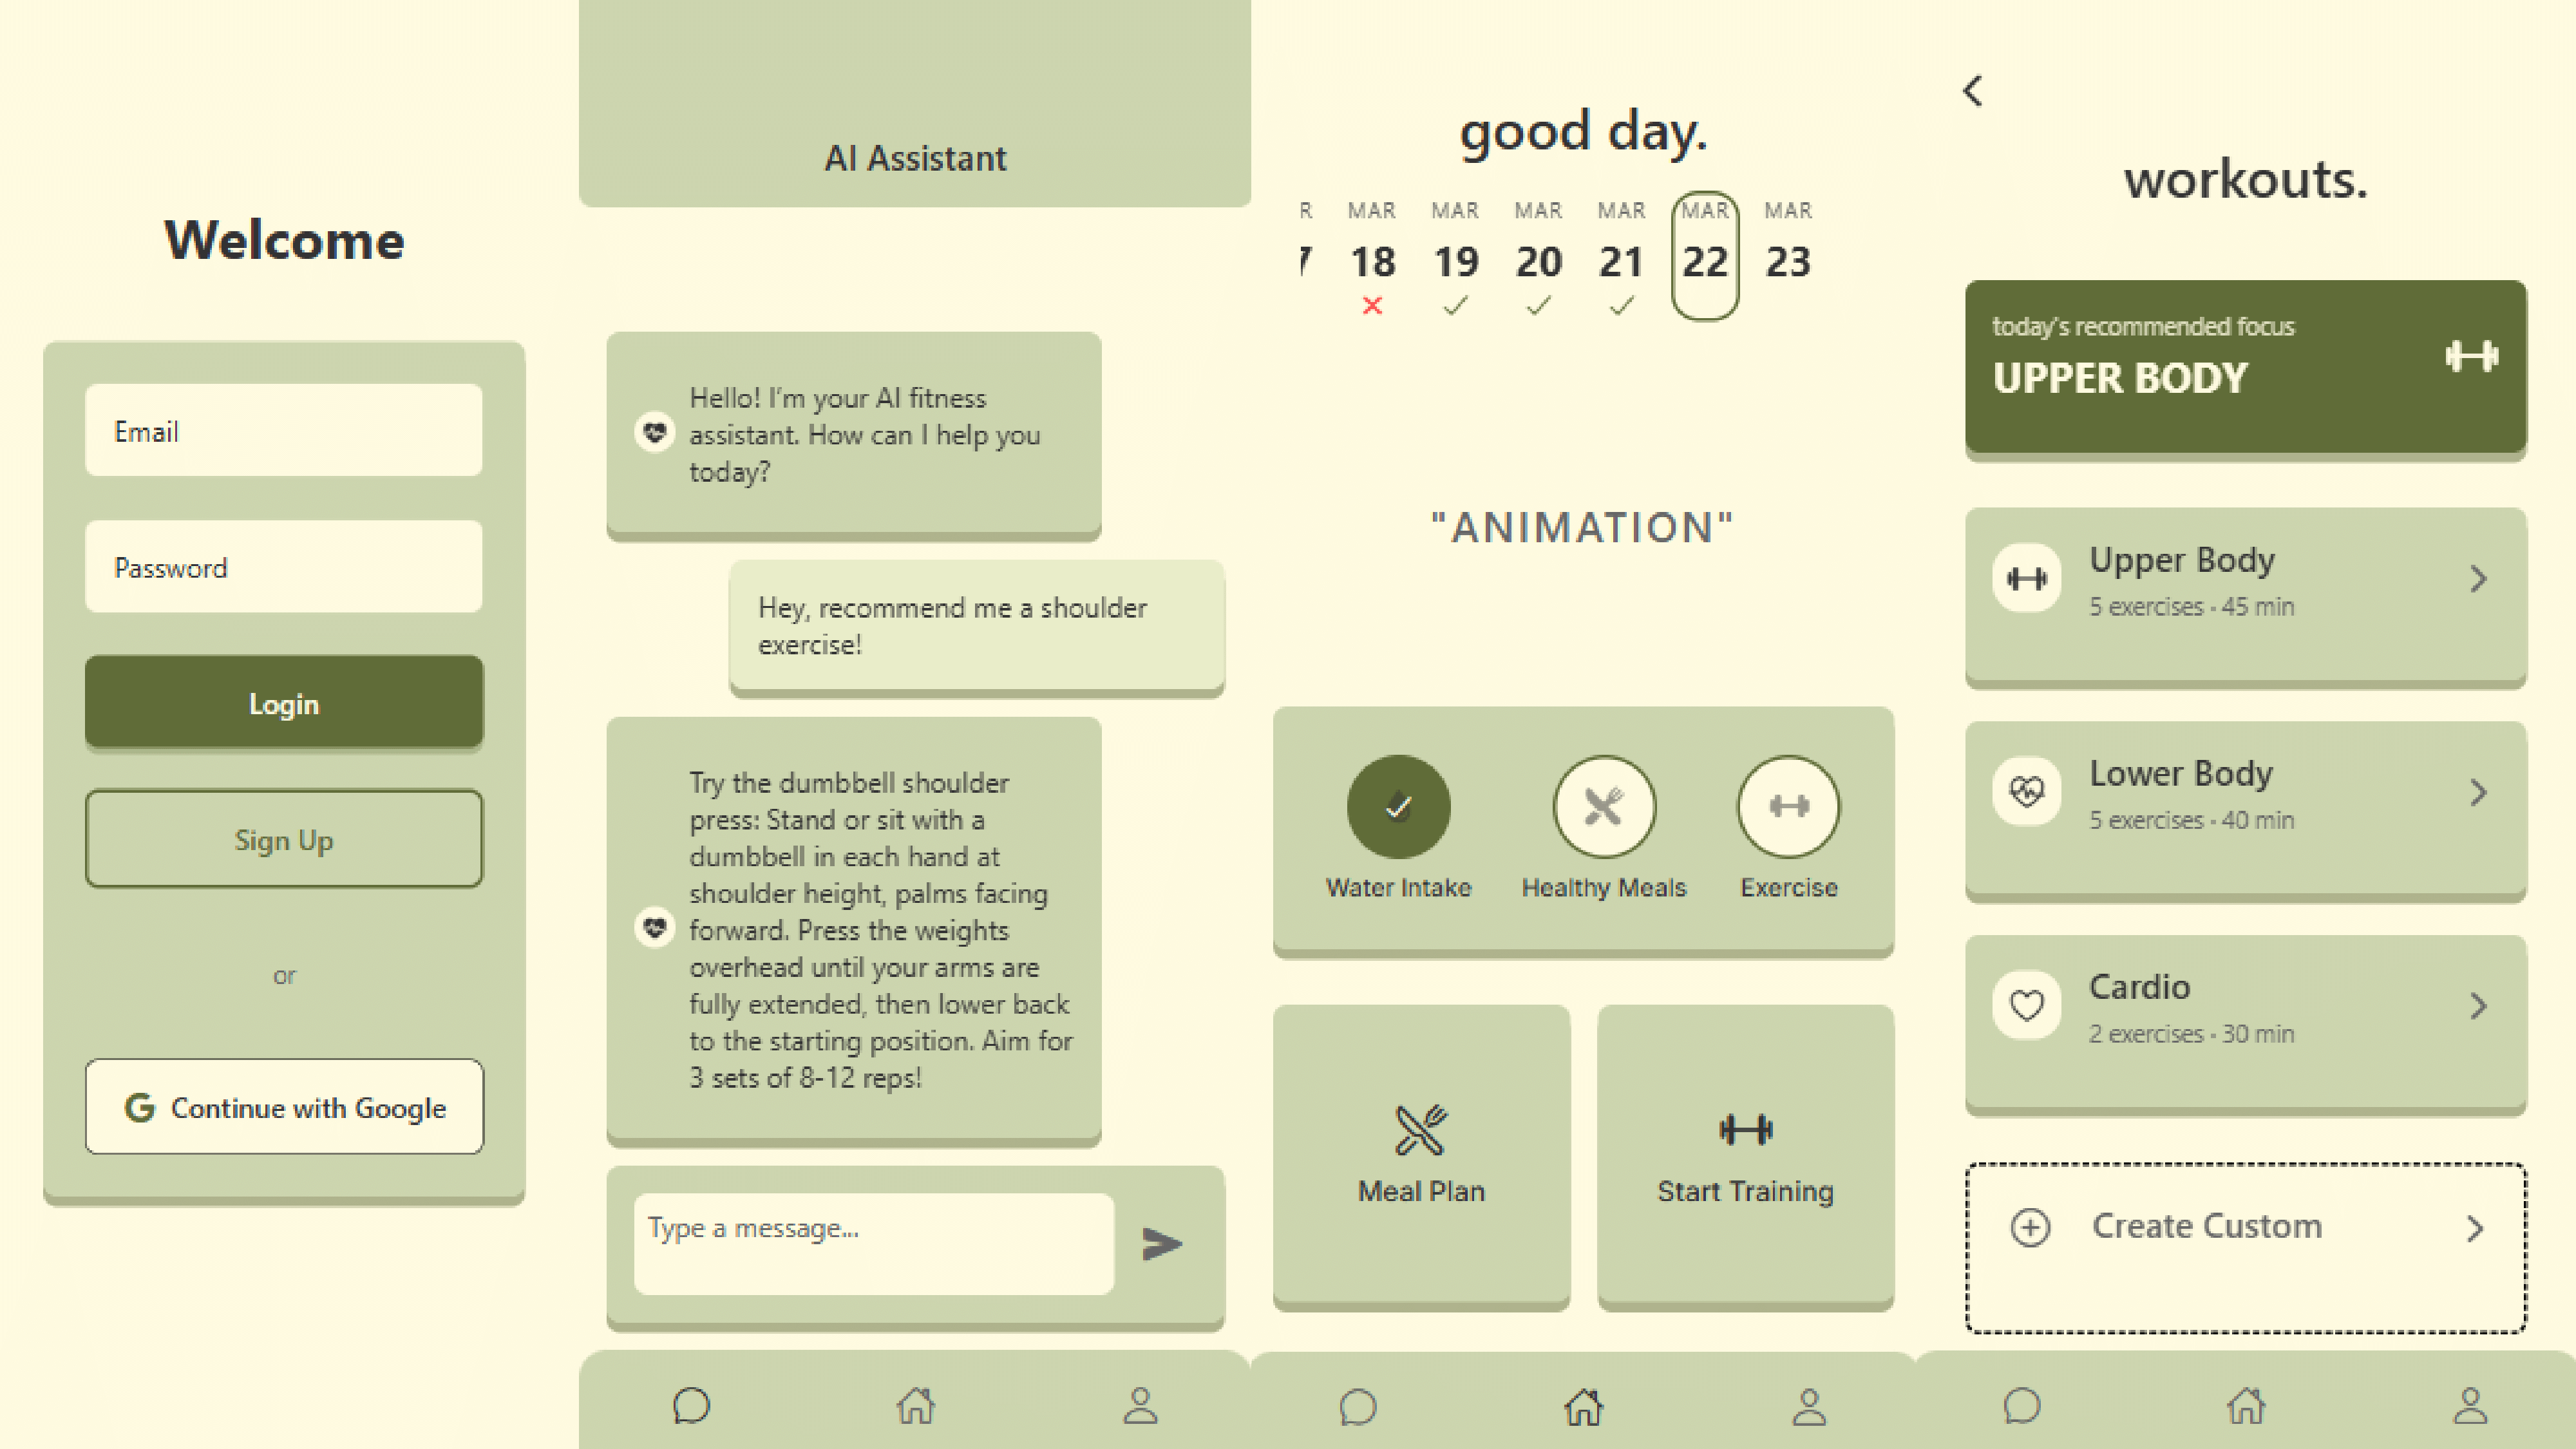 Welcome
Email
Password
Login
Sign Up
or
G Continue with Google
AI Assistant
Hello! I'm your AI fitness
assistant. How can I help you
today?
Hey, recommend me a shoulder
exercise!
Try the dumbbell shoulder
press: Stand or sit with a
dumbbell in each hand at
shoulder height, palms facing
forward. Press the weights
overhead until your arms are
fully extended, then lower back
to the starting position. Aim for
3 sets of 8-12 reps!
Type a message...
good day.
R MAR MAR MAR MAR MAR MAR
7 18 19 20 21 22 23
"ANIMATION"
Water Intake Healthy Meals Exercise
Meal Plan Start Training
workouts.
today's recommended focus
UPPER BODY
Upper Body
5 exercises · 45 min
Lower Body
5 exercises · 40 min
Cardio
2 exercises · 30 min
Create Custom